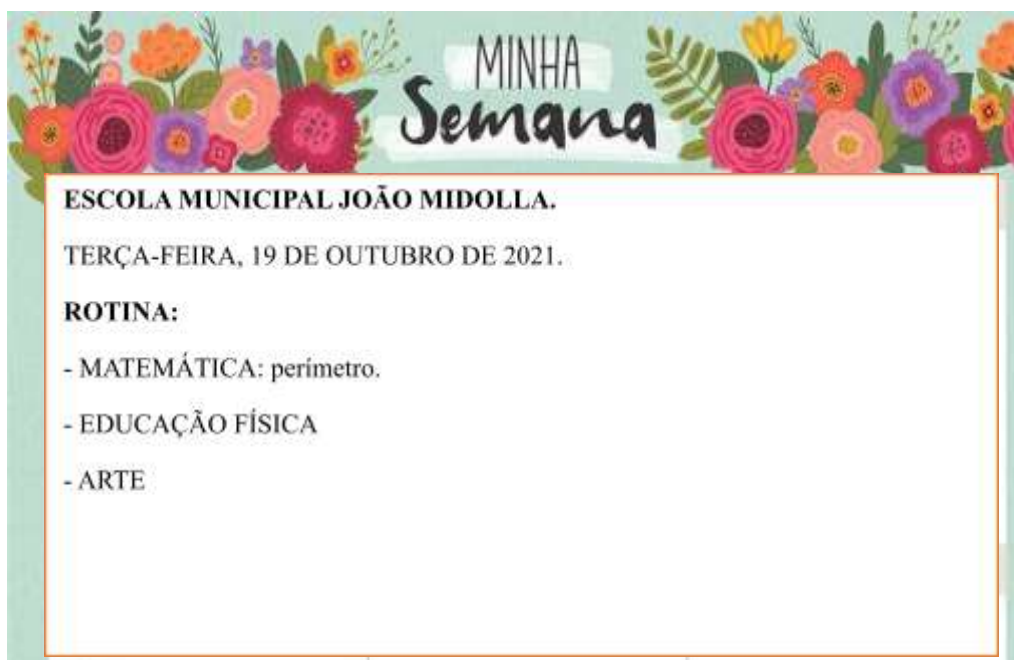 MINHA
Semana
ESCOLA MUNICIPAL JOÃO MIDOLLA.
TERÇA-FEIRA, 19 DE OUTUBRO DE 2021.
ROTINA:
- MATEMÁTICA: perímetro.
- EDUCAÇÃO FÍSICA
- ARTE